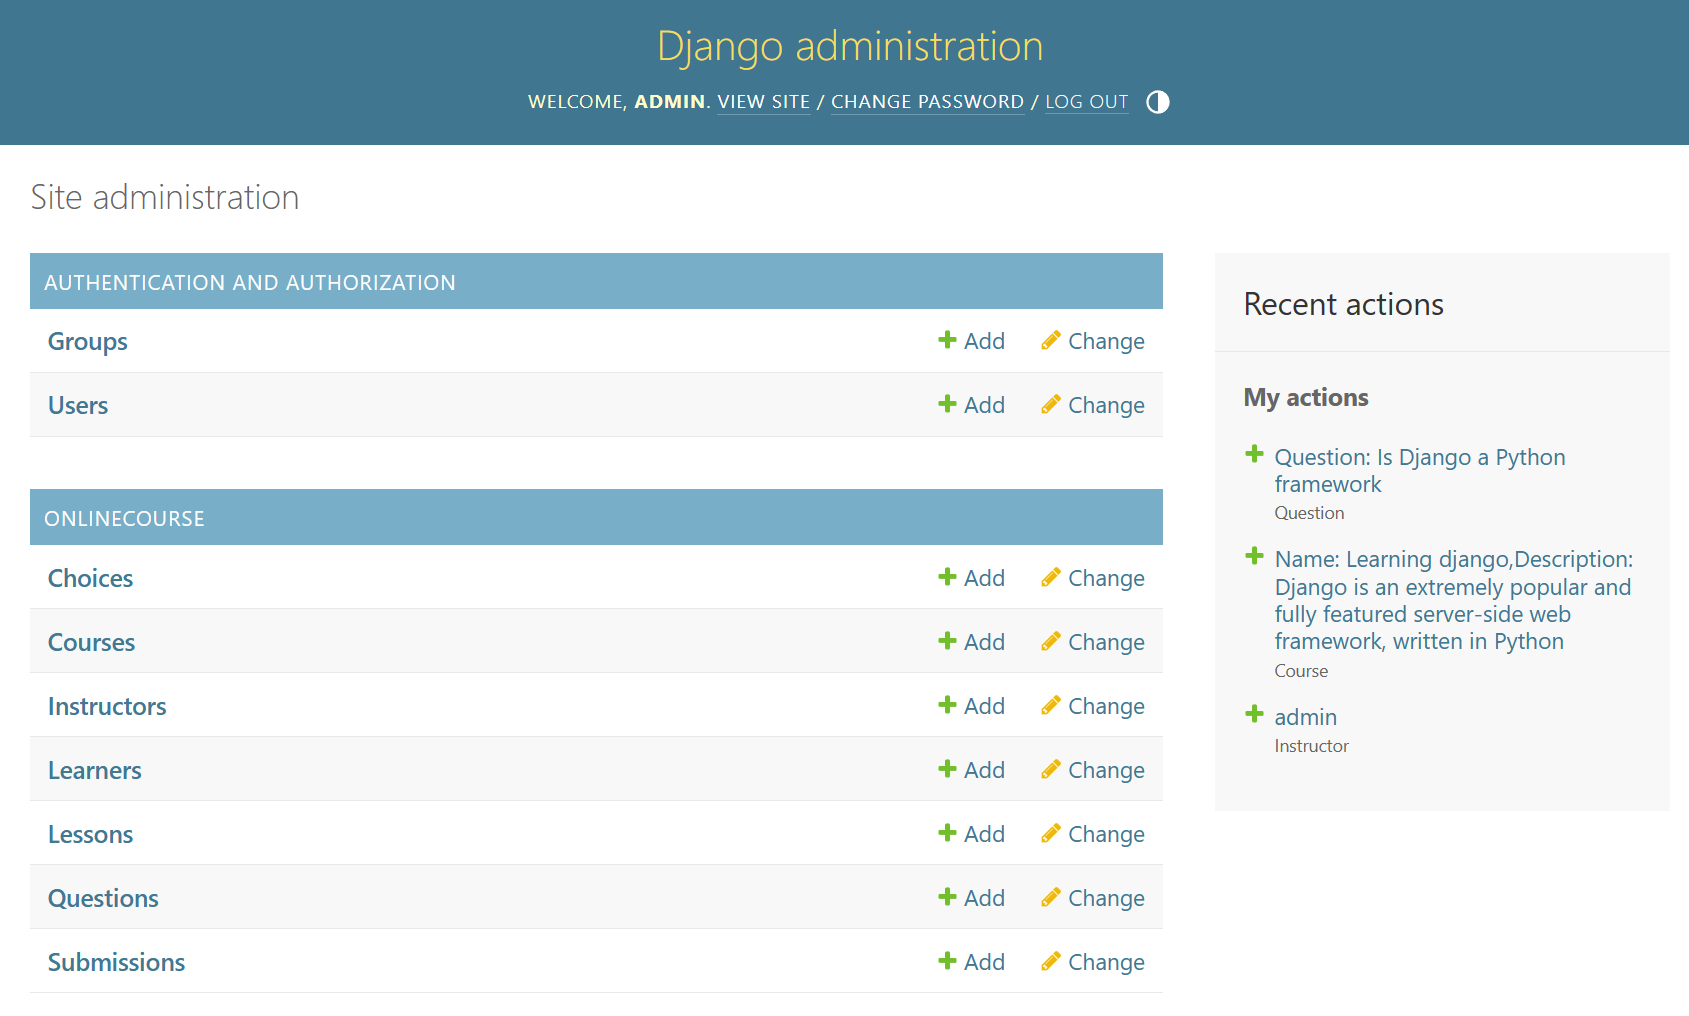 Django administration
WELCOME, ADMIN. VIEW SITE / CHANGE PASSWORD / LOG OUT
Site administration
AUTHENTICATION AND AUTHORIZATION
Groups Add Change
Users Add Change
ONLINECOURSE
Choices Add Change
Courses Add Change
Instructors Add Change
Learners Add Change
Lessons Add Change
Questions Add Change
Submissions Add Change
Recent actions
My actions
Question: Is Django a Python
framework
Question
Name: Learning django,Description:
Django is an extremely popular and
fully featured server-side web
framework, written in Python
Course
admin
Instructor